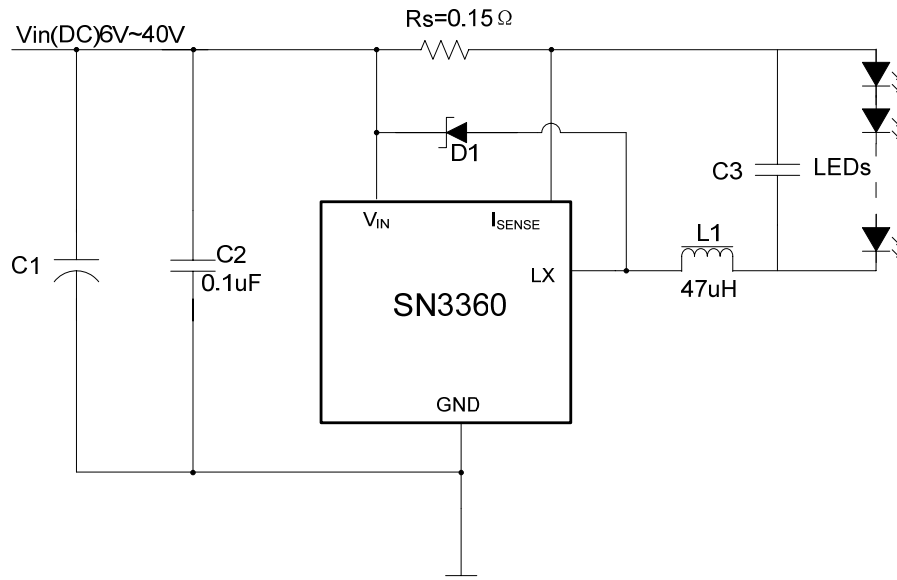 Rs=0.15Ω
Vin(DC)6V~40V
D1
C3
LEDs
VIN
ISENSE
C1
C2
0.1uF
LX
L1
47uH
SN3360
GND